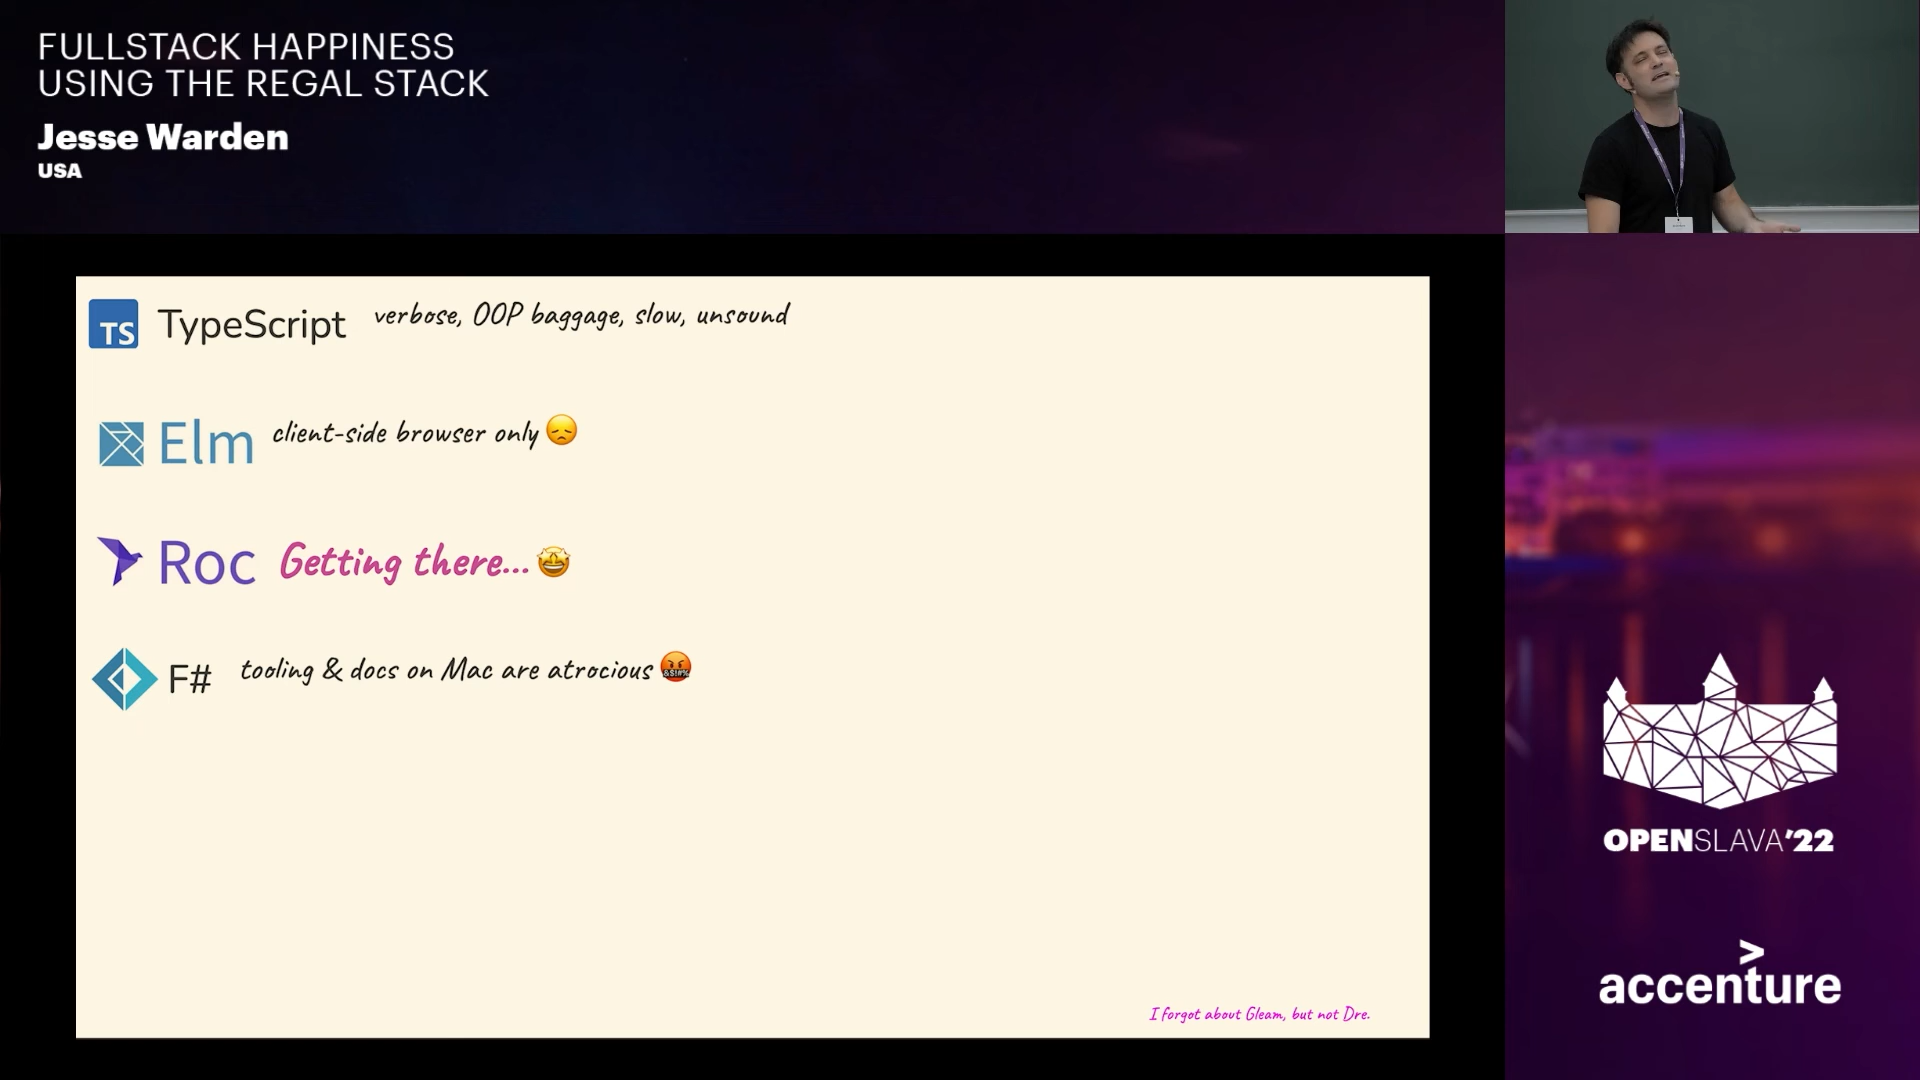 FULLSTACK HAPPINESS
USING THE REGAL STACK
Jesse Warden
USA
TS TypeScript verbose, OOP baggage, slow, unsound
Elm client-side browser only
Roc Getting there...
F# tooling & docs on Mac are atrocious
I forgot about Gleam, but not Dre.
OPENSLAVA'22
accenture